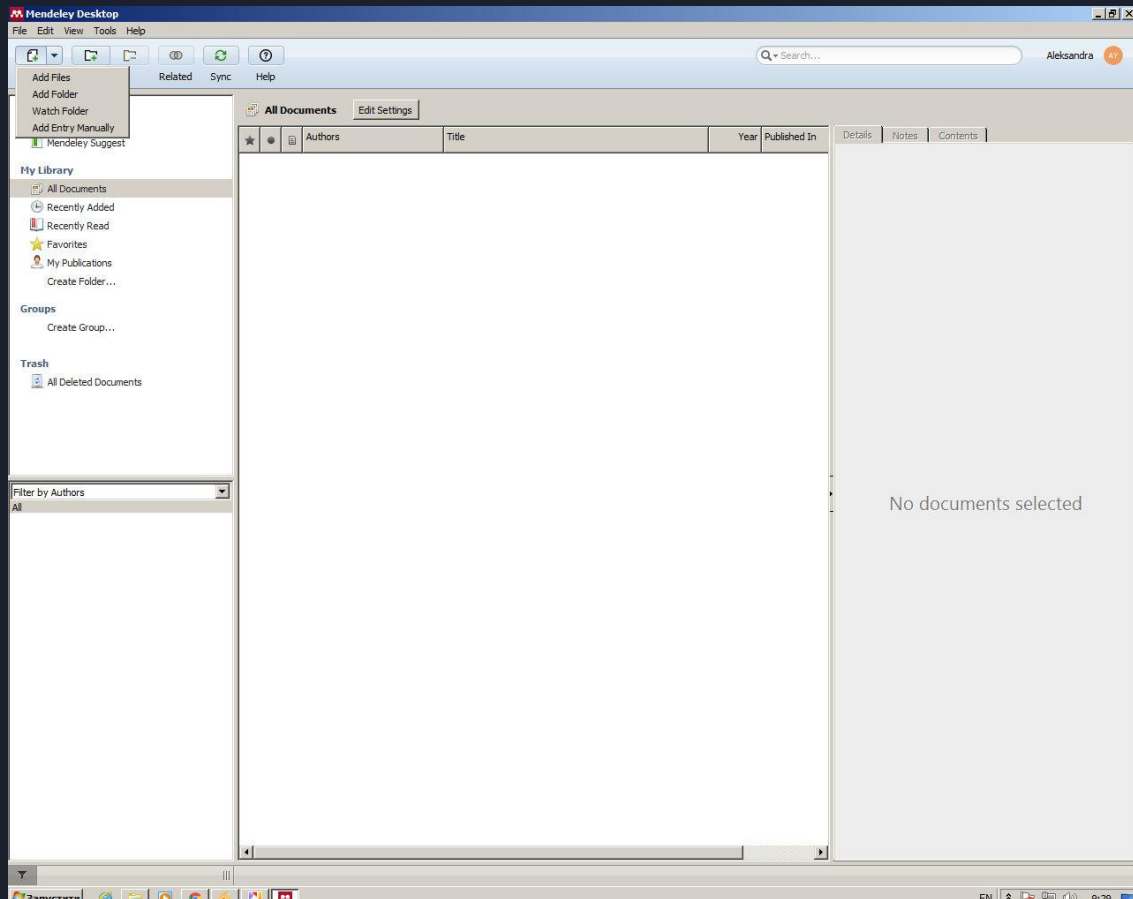 Mendeley Desktop
File Edit View Tools Help
Search...
Aleksandra AY
Related Sync Help
Add Files
Add Folder
Watch Folder
Add Entry Manually
Mendeley Suggest
My Library
All Documents
Recently Added
Recently Read
Favorites
My Publications
Create Folder...
Groups
Create Group...
Trash
All Deleted Documents
Filter by Authors
All
All Documents Edit Settings
Authors Title Year Published In
Details Notes Contents
No documents selected
Запустити
EN 9:29